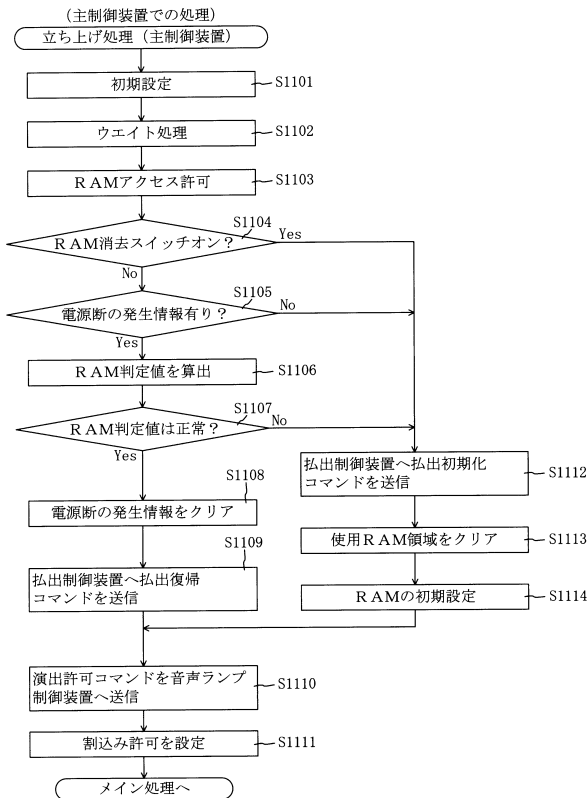 (主制御装置での処理)
立ち上げ処理(主制御装置)
初期設定
S1101
ウエイト処理
S1102
RAMアクセス許可
S1103
S1104
RAM消去スイッチオン?
Yes
No
S1105
電源断の発生情報有り?
No
Yes
RAM判定値を算出
S1106
S1107
RAM判定値は正常?
No
Yes
S1108
電源断の発生情報をクリア
S1109
払出制御装置へ払出復帰
コマンドを送信
払出制御装置へ払出初期化
コマンドを送信
S1112
使用RAM領域をクリア
S1113
RAMの初期設定
S1114
演出許可コマンドを音声ランプ
制御装置へ送信
S1110
割込み許可を設定
S1111
メイン処理へ